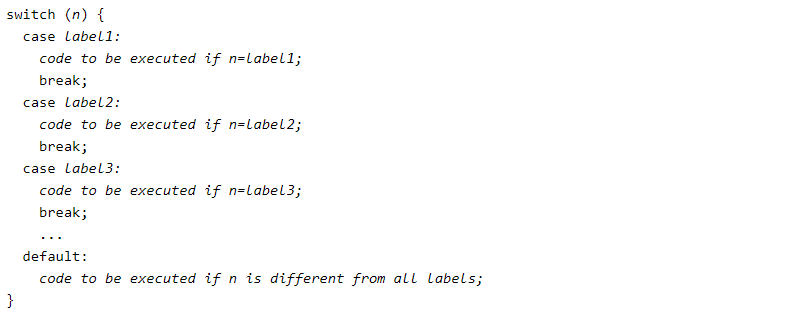 switch (n) {
  case label1:
    code to be executed if n=label1;
    break;
  case label2:
    code to be executed if n=label2;
    break;
  case label3:
    code to be executed if n=label3;
    break;
    ...
  default:
    code to be executed if n is different from all labels;
}